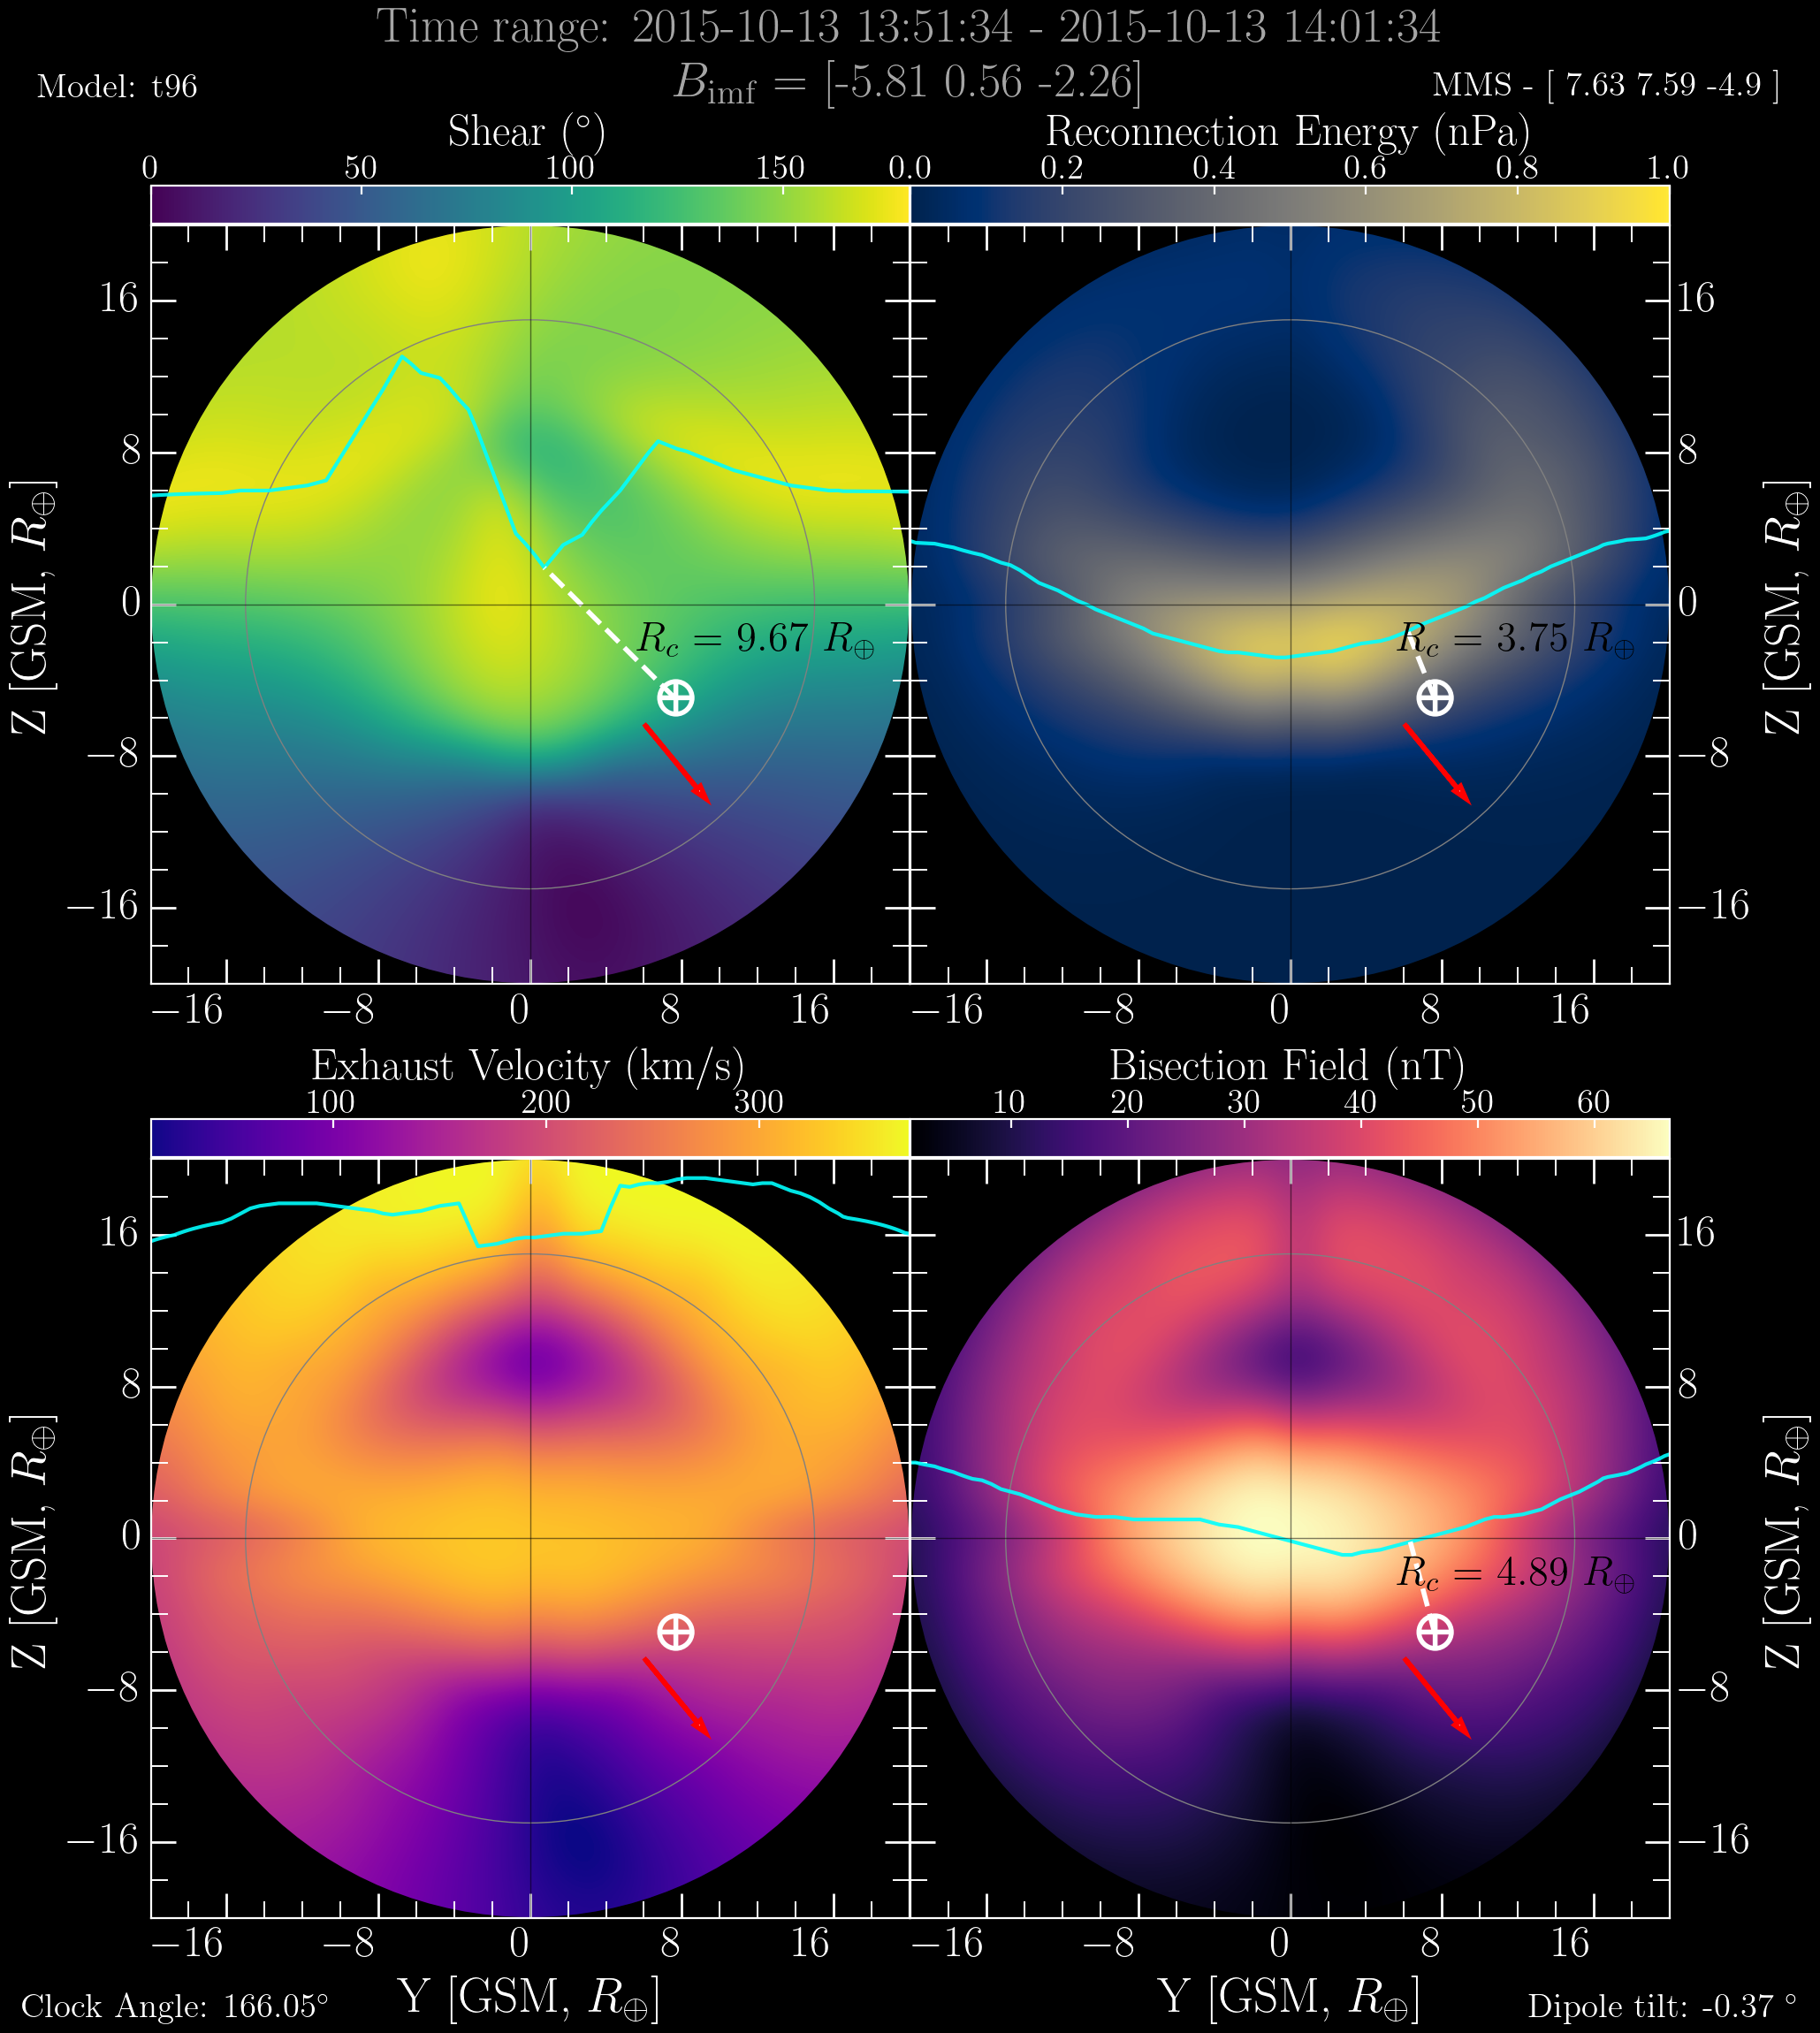 Time range: 2015-10-13 13:51:34 - 2015-10-13 14:01:34
Model: t96
B_imf = [-5.81 0.56 -2.26]
MMS - [ 7.63 7.59 -4.9 ]
Shear (°)
Reconnection Energy (nPa)
0 50 100 150
0.0 0.2 0.4 0.6 0.8 1.0
Z [GSM, R⊕]
16
8
0
−8
−16
R_c = 9.67 R⊕
R_c = 3.75 R⊕
16
8
0
−8
−16
Z [GSM, R⊕]
−16 −8 0 8 16
−16 −8 0 8 16
Exhaust Velocity (km/s)
Bisection Field (nT)
100 200 300
10 20 30 40 50 60
Z [GSM, R⊕]
16
8
0
−8
−16
R_c = 4.89 R⊕
16
8
0
−8
−16
Z [GSM, R⊕]
−16 −8 0 8 16
−16 −8 0 8 16
Y [GSM, R⊕]
Y [GSM, R⊕]
Clock Angle: 166.05°
Dipole tilt: -0.37 °